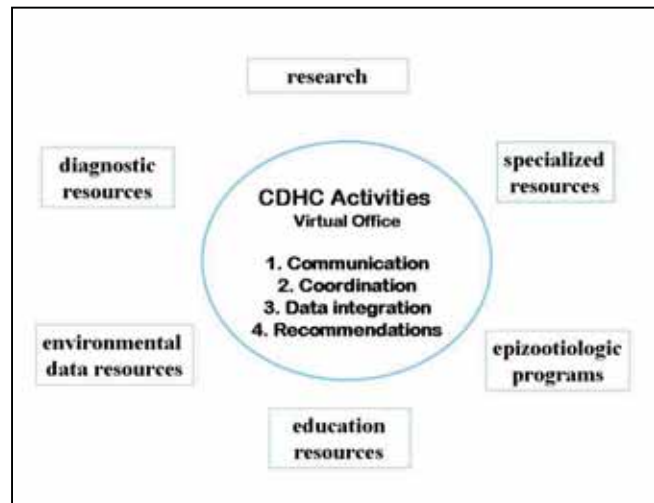 research
diagnostic
resources
specialized
resources
CDHC Activities
Virtual Office
1. Communication
2. Coordination
3. Data integration
4. Recommendations
environmental
data resources
epizootiologic
programs
education
resources